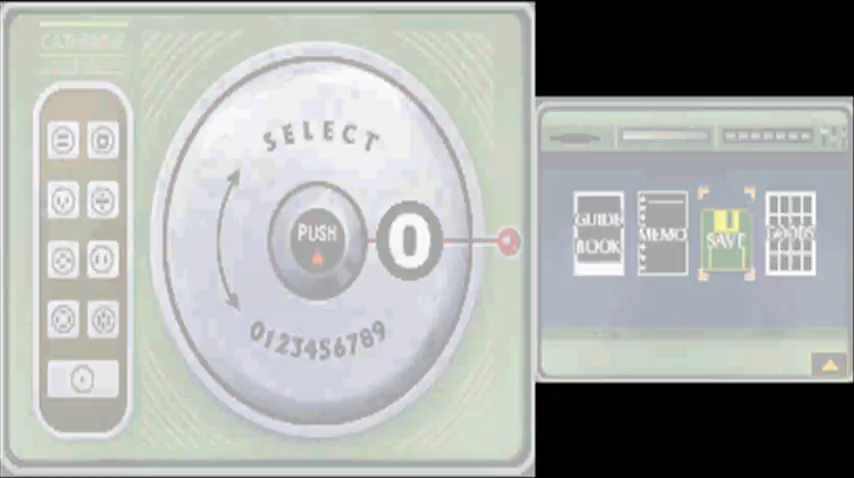 SELECT
PUSH
0
0123456789
GUIDE
BOOK
MEMO
SAVE
GOODS